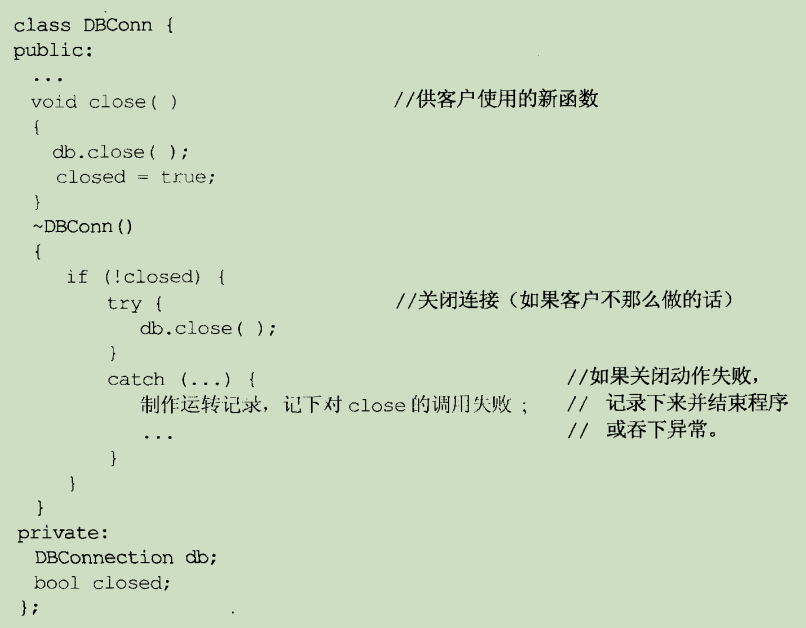 class DBConn {
public:
...
void close( ) //供客户使用的新函数
{
db.close( );
closed = true;
}
~DBConn()
{
if (!closed) {
try { //关闭连接（如果客户不那么做的话）
db.close( );
}
catch (...) { //如果关闭动作失败，
制作运转记录，记下对 close 的调用失败； // 记录下来并结束程序
... // 或吞下异常。
}
}
}
private:
DBConnection db;
bool closed;
};